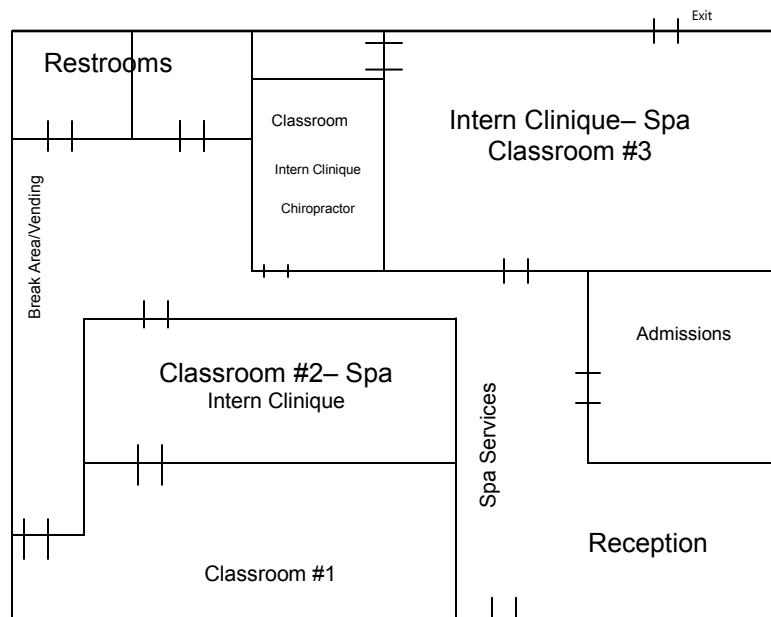 Exit
Restrooms
Classroom
Intern Clinique
Chiropractor
Intern Clinique– Spa
Classroom #3
Break Area/Vending
Admissions
Classroom #2– Spa
Intern Clinique
Spa Services
Reception
Classroom #1